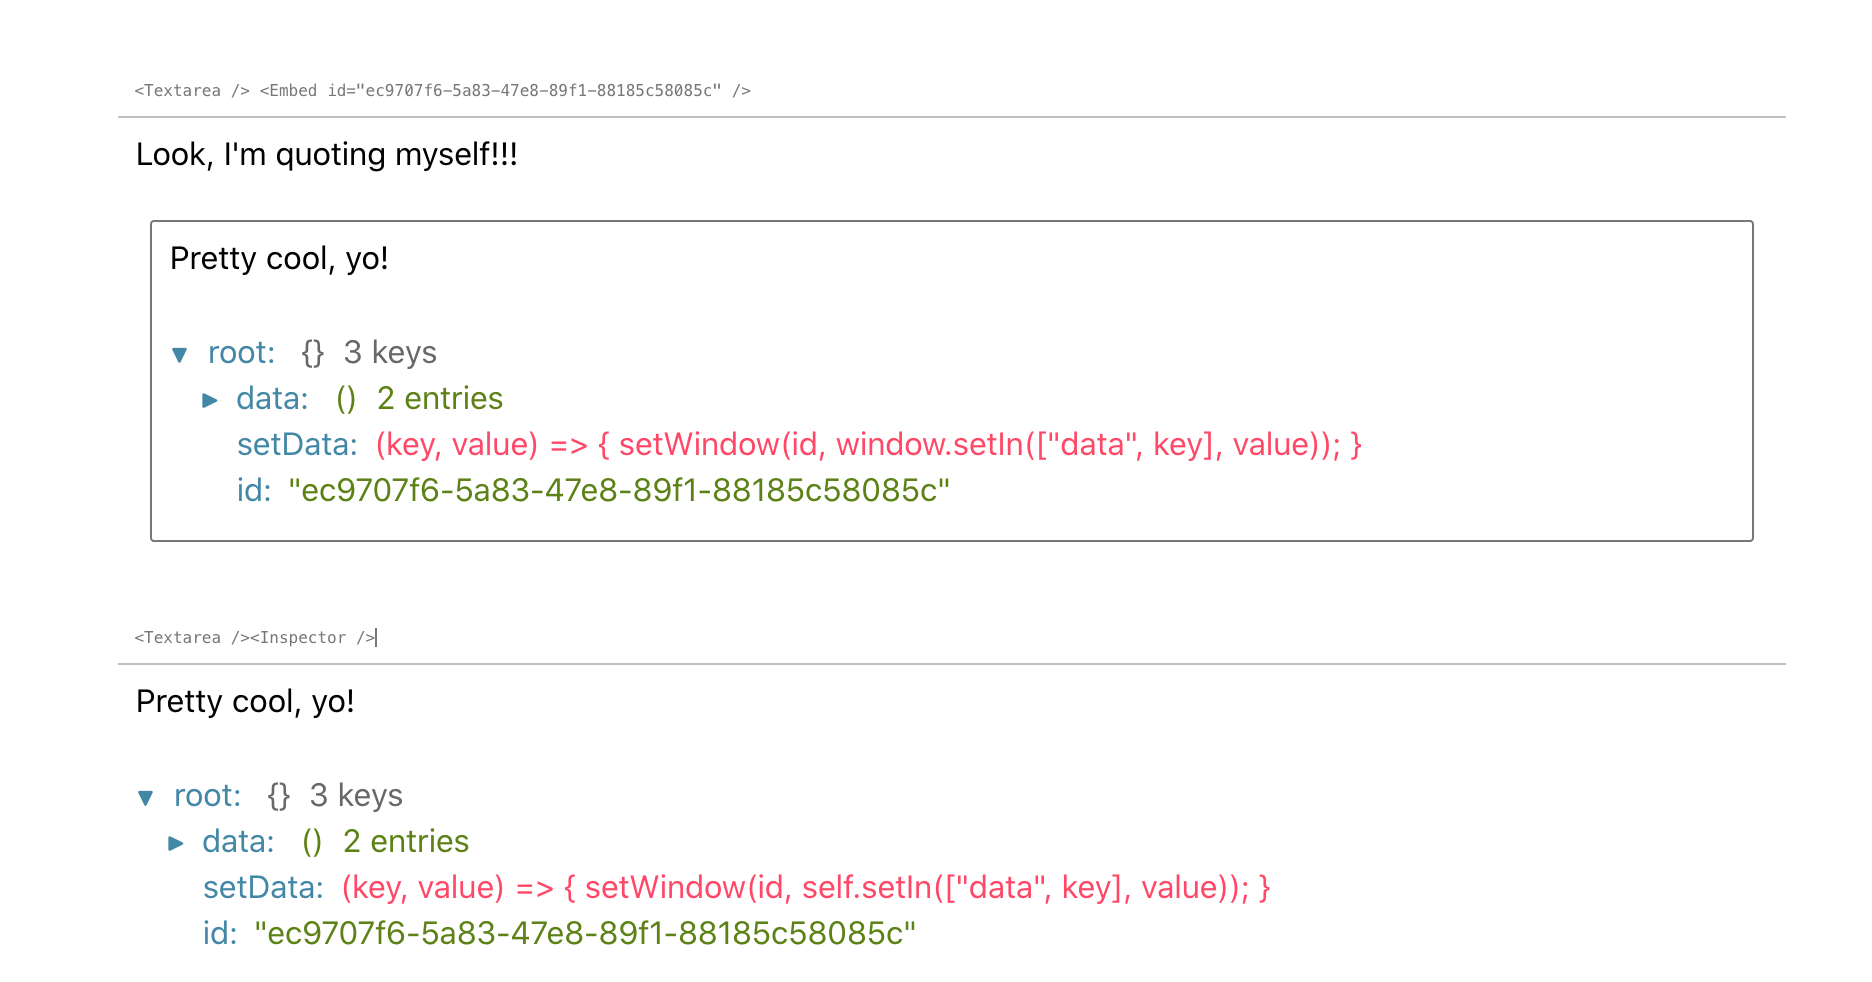 <Textarea /> <Embed id="ec9707f6-5a83-47e8-89f1-88185c58085c" />
Look, I'm quoting myself!!!
Pretty cool, yo!
▼ root: {} 3 keys
▶ data: () 2 entries
setData: (key, value) => { setWindow(id, window.setIn(["data", key], value)); }
id: "ec9707f6-5a83-47e8-89f1-88185c58085c"
<Textarea /><Inspector />
Pretty cool, yo!
▼ root: {} 3 keys
▶ data: () 2 entries
setData: (key, value) => { setWindow(id, self.setIn(["data", key], value)); }
id: "ec9707f6-5a83-47e8-89f1-88185c58085c"